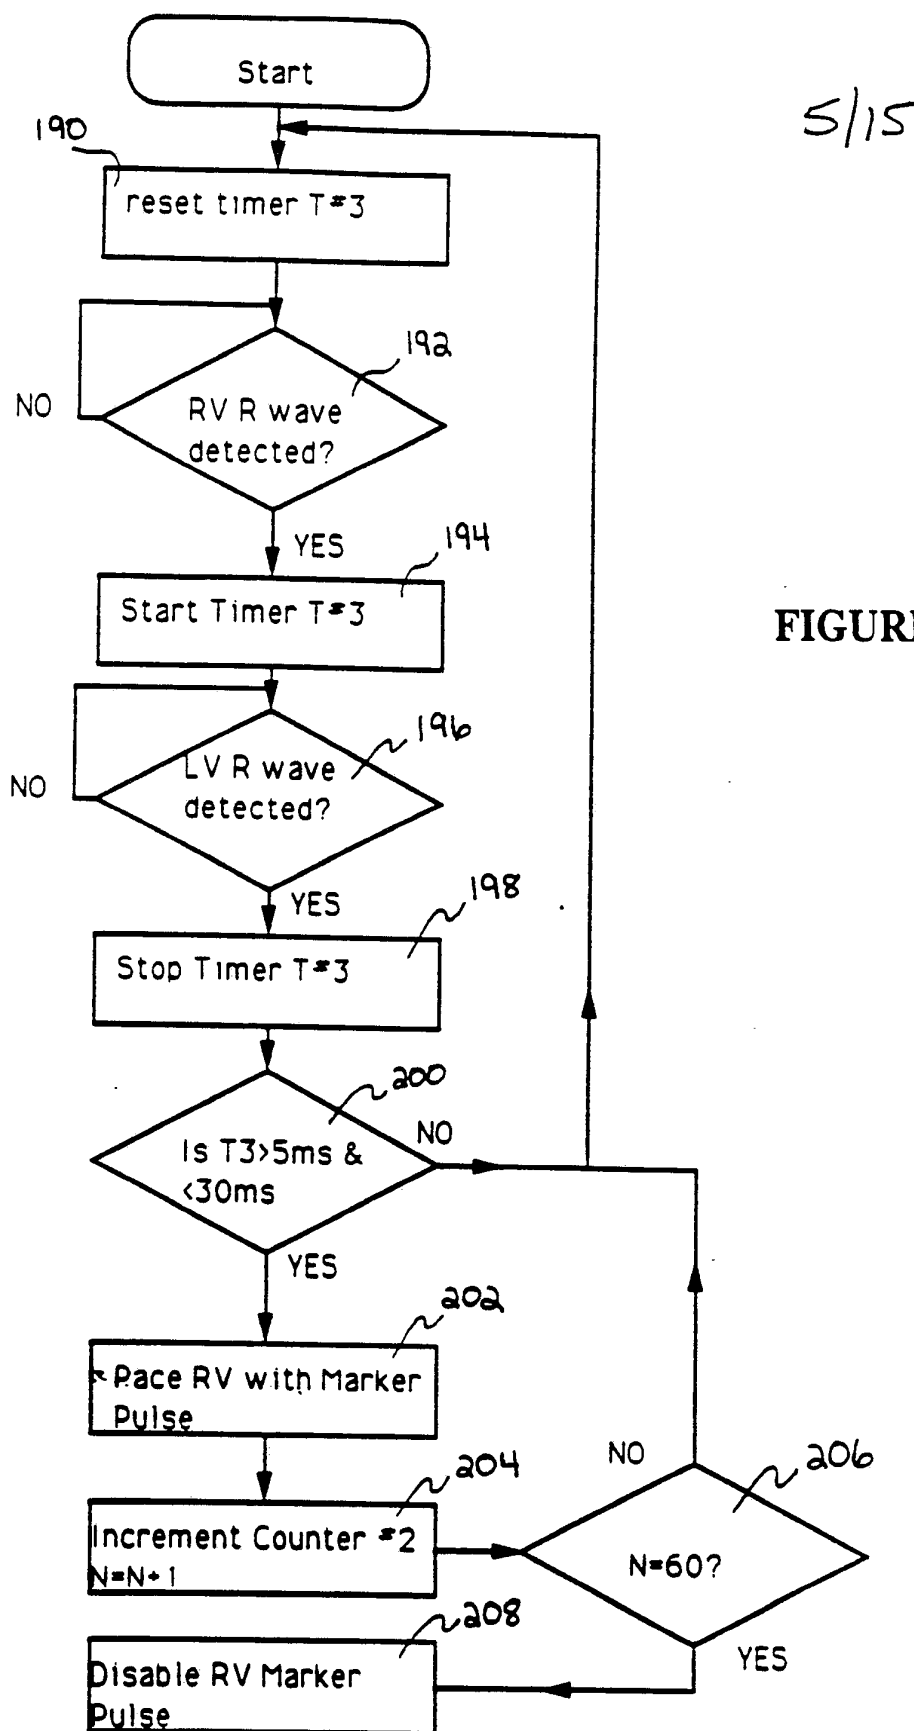 Start
5/15
190
reset timer T#3
192
NO
RV R wave
detected?
YES
194
Start Timer T#3
FIGURE
196
NO
LV R wave
detected?
YES
198
Stop Timer T#3
200
NO
Is T3>5ms &
<30ms
YES
202
Pace RV with Marker
Pulse
204
Increment Counter #2
N=N+1
NO
206
N=60?
YES
208
Disable RV Marker
Pulse